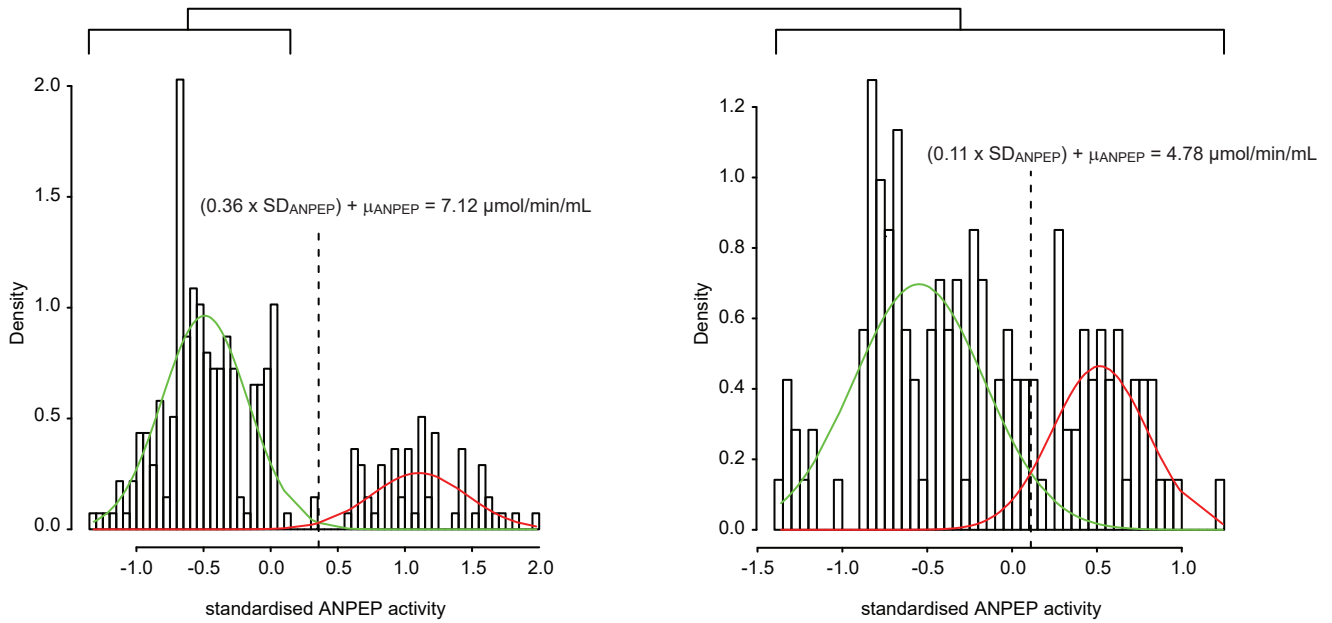 2.0
1.5
1.0
0.5
0.0
Density
(0.36 x SDANPEP) + μANPEP = 7.12 μmol/min/mL
-1.0 -0.5 0.0 0.5 1.0 1.5 2.0
standardised ANPEP activity
1.2
1.0
0.8
0.6
0.4
0.2
0.0
Density
(0.11 x SDANPEP) + μANPEP = 4.78 μmol/min/mL
-1.5 -1.0 -0.5 0.0 0.5 1.0
standardised ANPEP activity